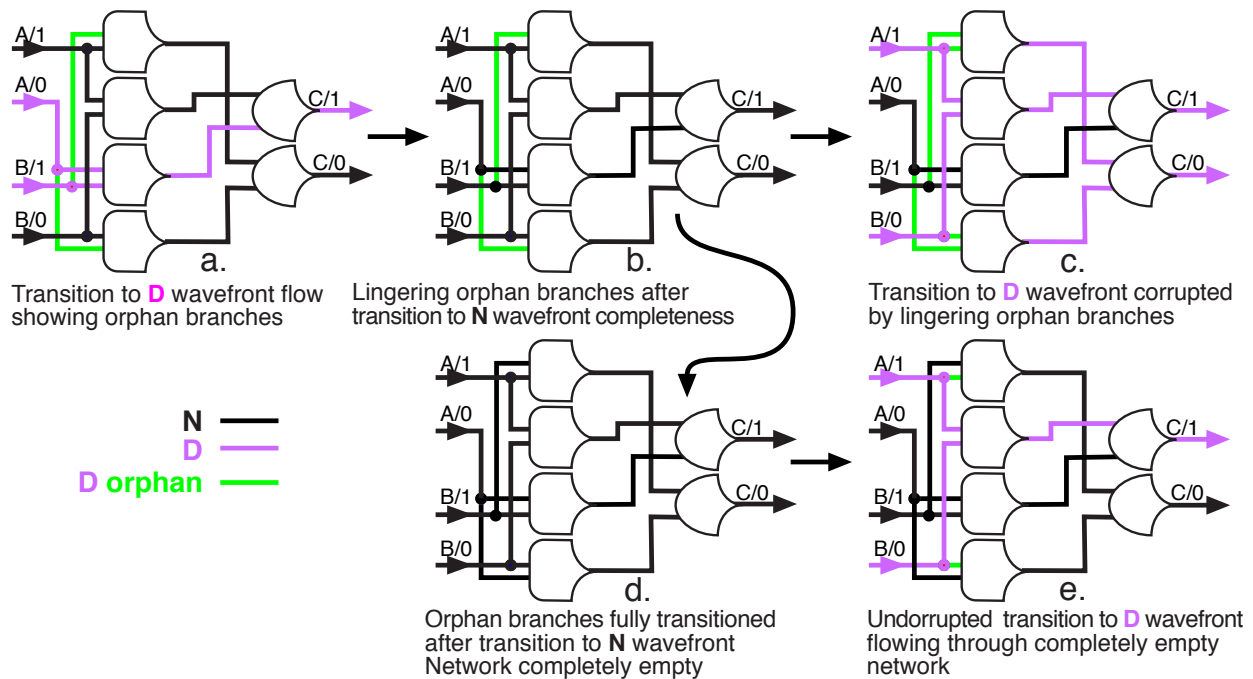 A/1
A/0
B/1
B/0
C/1
C/0
a.
Transition to D wavefront flow
showing orphan branches
A/1
A/0
B/1
B/0
C/1
C/0
b.
Lingering orphan branches after
transition to N wavefront completeness
A/1
A/0
B/1
B/0
C/1
C/0
c.
Transition to D wavefront corrupted
by lingering orphan branches
N
D
D orphan
A/1
A/0
B/1
B/0
C/1
C/0
d.
Orphan branches fully transitioned
after transition to N wavefront
Network completely empty
A/1
A/0
B/1
B/0
C/1
C/0
e.
Undorrupted transition to D wavefront
flowing through completely empty
network